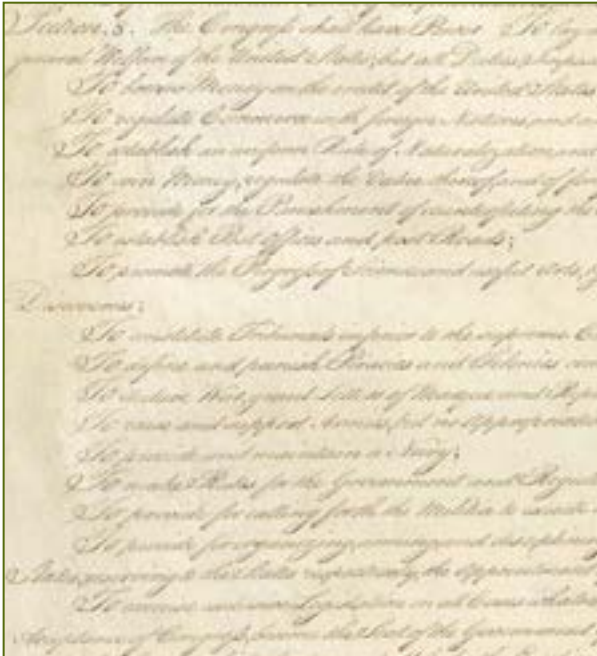 Section. 8. The Congress shall have Power To lay
general Welfare of the United States; but all Duties, Imposts
To borrow Money on the credit of the United States
To regulate Commerce with foreign Nations, and
To establish an uniform Rule of Naturalization, and
To coin Money, regulate the Value thereof, and of
To provide for the Punishment of counterfeiting the
To establish Post Offices and post Roads;
To promote the Progress of Science and useful Arts,
Discoveries;
To constitute Tribunals inferior to the supreme
To define and punish Piracies and Felonies
To declare War, grant Letters of Marque and
To raise and support Armies, but no Appropriation
To provide and maintain a Navy;
To make Rules for the Government and
To provide for calling forth the Militia to execute
To provide for organizing, arming, and disciplining
States, reserving to the States respectively, the Appointment
To exercise exclusive Legislation in all Cases
Acceptance of Congress, become the Seat of the Government